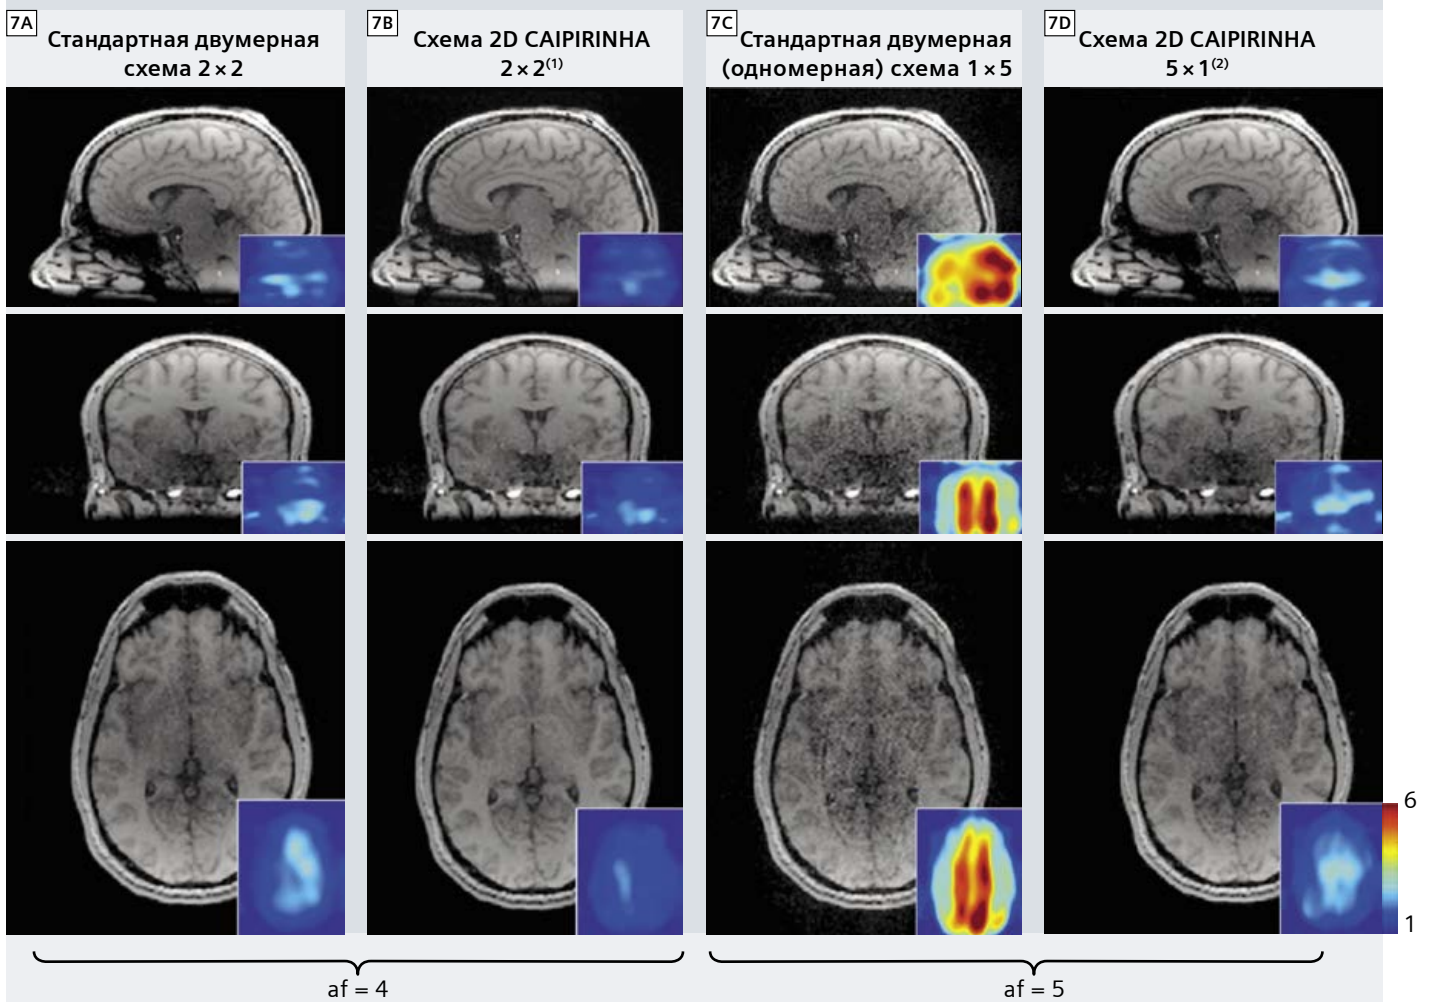 7A
Стандартная двумерная
схема 2×2
7B
Схема 2D CAIPIRINHA
2×2(1)
7C
Стандартная двумерная
(одномерная) схема 1×5
7D
Схема 2D CAIPIRINHA
5×1(2)
6
1
af = 4
af = 5